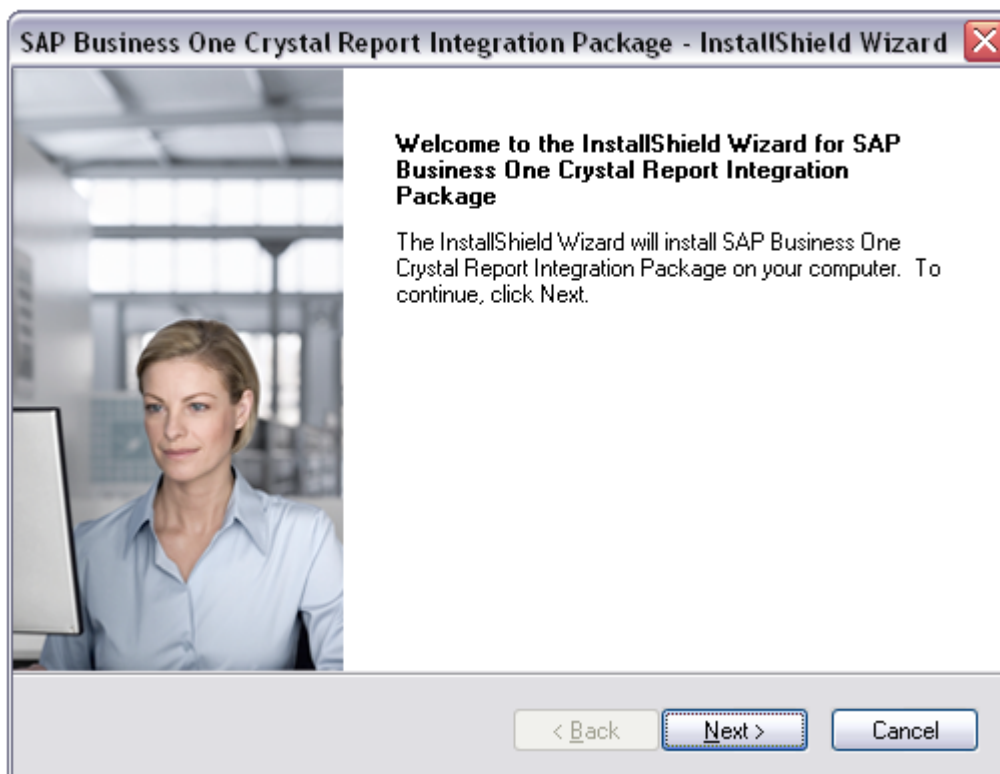 SAP Business One Crystal Report Integration Package - InstallShield Wizard
Welcome to the InstallShield Wizard for SAP
Business One Crystal Report Integration
Package
The InstallShield Wizard will install SAP Business One
Crystal Report Integration Package on your computer.  To
continue, click Next.
< Back
Next >
Cancel